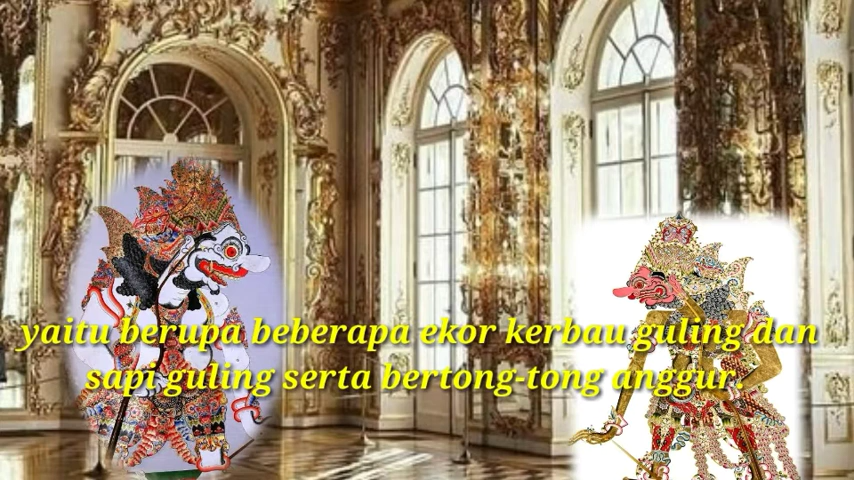 yaitu berupa beberapa ekor kerbau guling dan
sapi guling serta bertong-tong anggur.